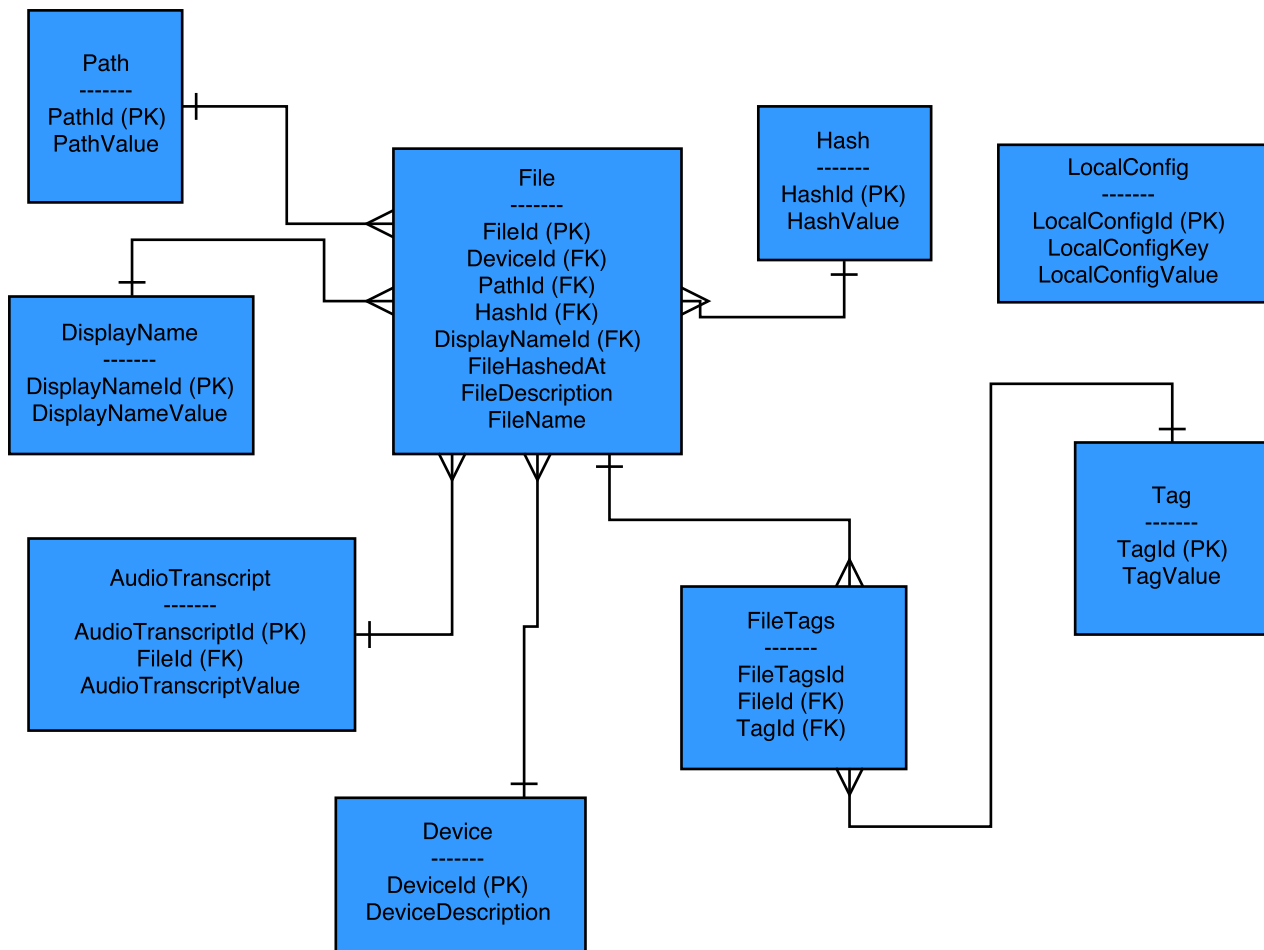 Path
-------
PathId (PK)
PathValue
File
-------
FileId (PK)
DeviceId (FK)
PathId (FK)
HashId (FK)
DisplayNameId (FK)
FileHashedAt
FileDescription
FileName
Hash
-------
HashId (PK)
HashValue
LocalConfig
-------
LocalConfigId (PK)
LocalConfigKey
LocalConfigValue
DisplayName
-------
DisplayNameId (PK)
DisplayNameValue
Tag
-------
TagId (PK)
TagValue
AudioTranscript
-------
AudioTranscriptId (PK)
FileId (FK)
AudioTranscriptValue
FileTags
-------
FileTagsId
FileId (FK)
TagId (FK)
Device
-------
DeviceId (PK)
DeviceDescription